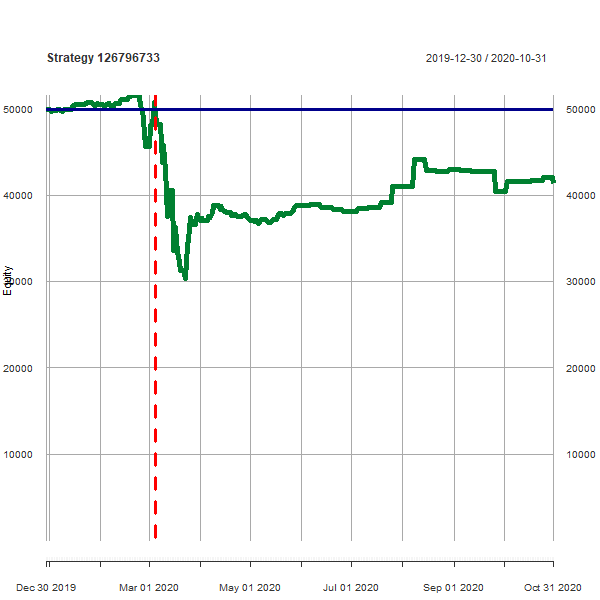 Strategy 126796733
2019-12-30 / 2020-10-31
50000
50000
40000
40000
30000
30000
20000
20000
10000
10000
Equity
Dec 30 2019
Mar 01 2020
May 01 2020
Jul 01 2020
Sep 01 2020
Oct 31 2020